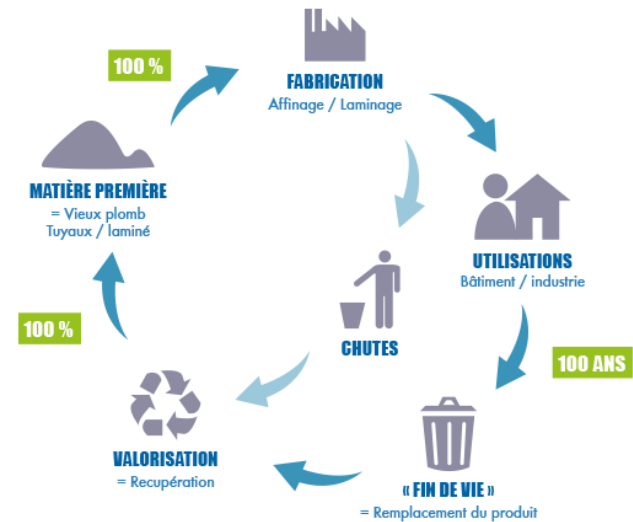 100 %
FABRICATION
Affinage / Laminage
MATIÈRE PREMIÈRE
= Vieux plomb
Tuyaux / laminé
UTILISATIONS
Bâtiment / industrie
100 %
CHUTES
100 ANS
VALORISATION
= Recupération
« FIN DE VIE »
= Remplacement du produit